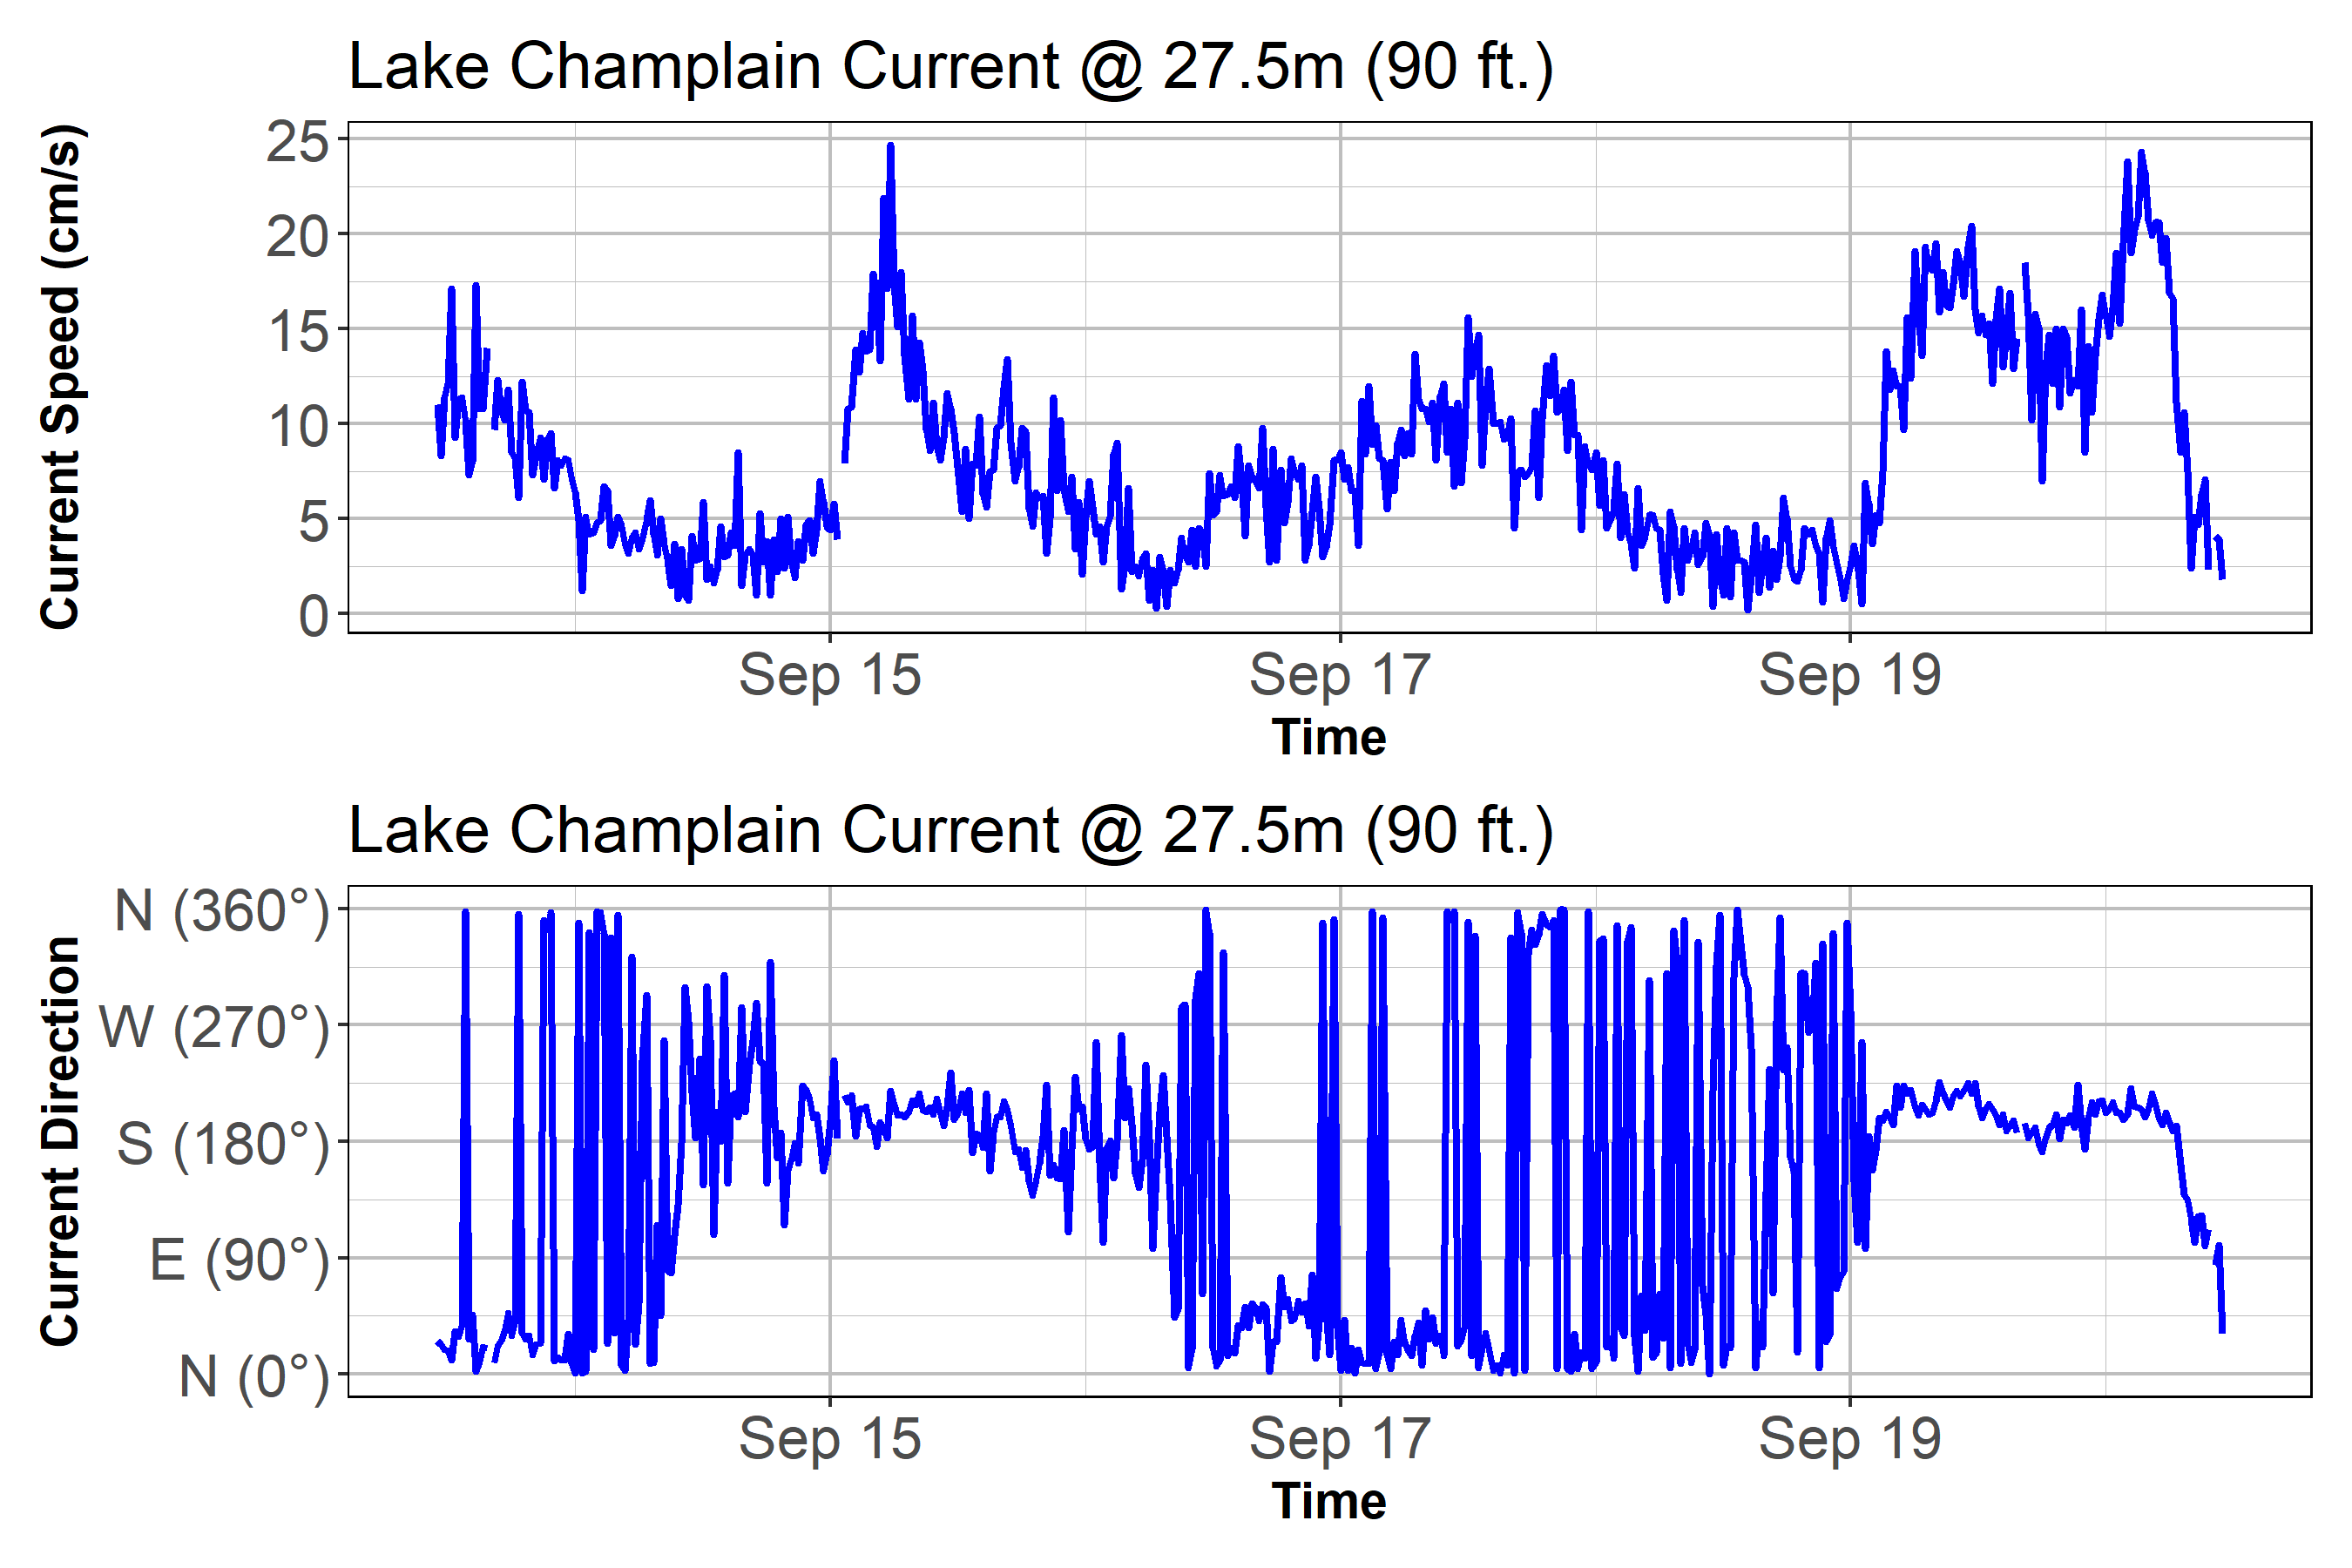 Lake Champlain Current @ 27.5m (90 ft.)
Current Speed (cm/s)
25
20
15
10
5
0
Sep 15 Sep 17 Sep 19
Time
Lake Champlain Current @ 27.5m (90 ft.)
Current Direction
N (360°)
W (270°)
S (180°)
E (90°)
N (0°)
Sep 15 Sep 17 Sep 19
Time